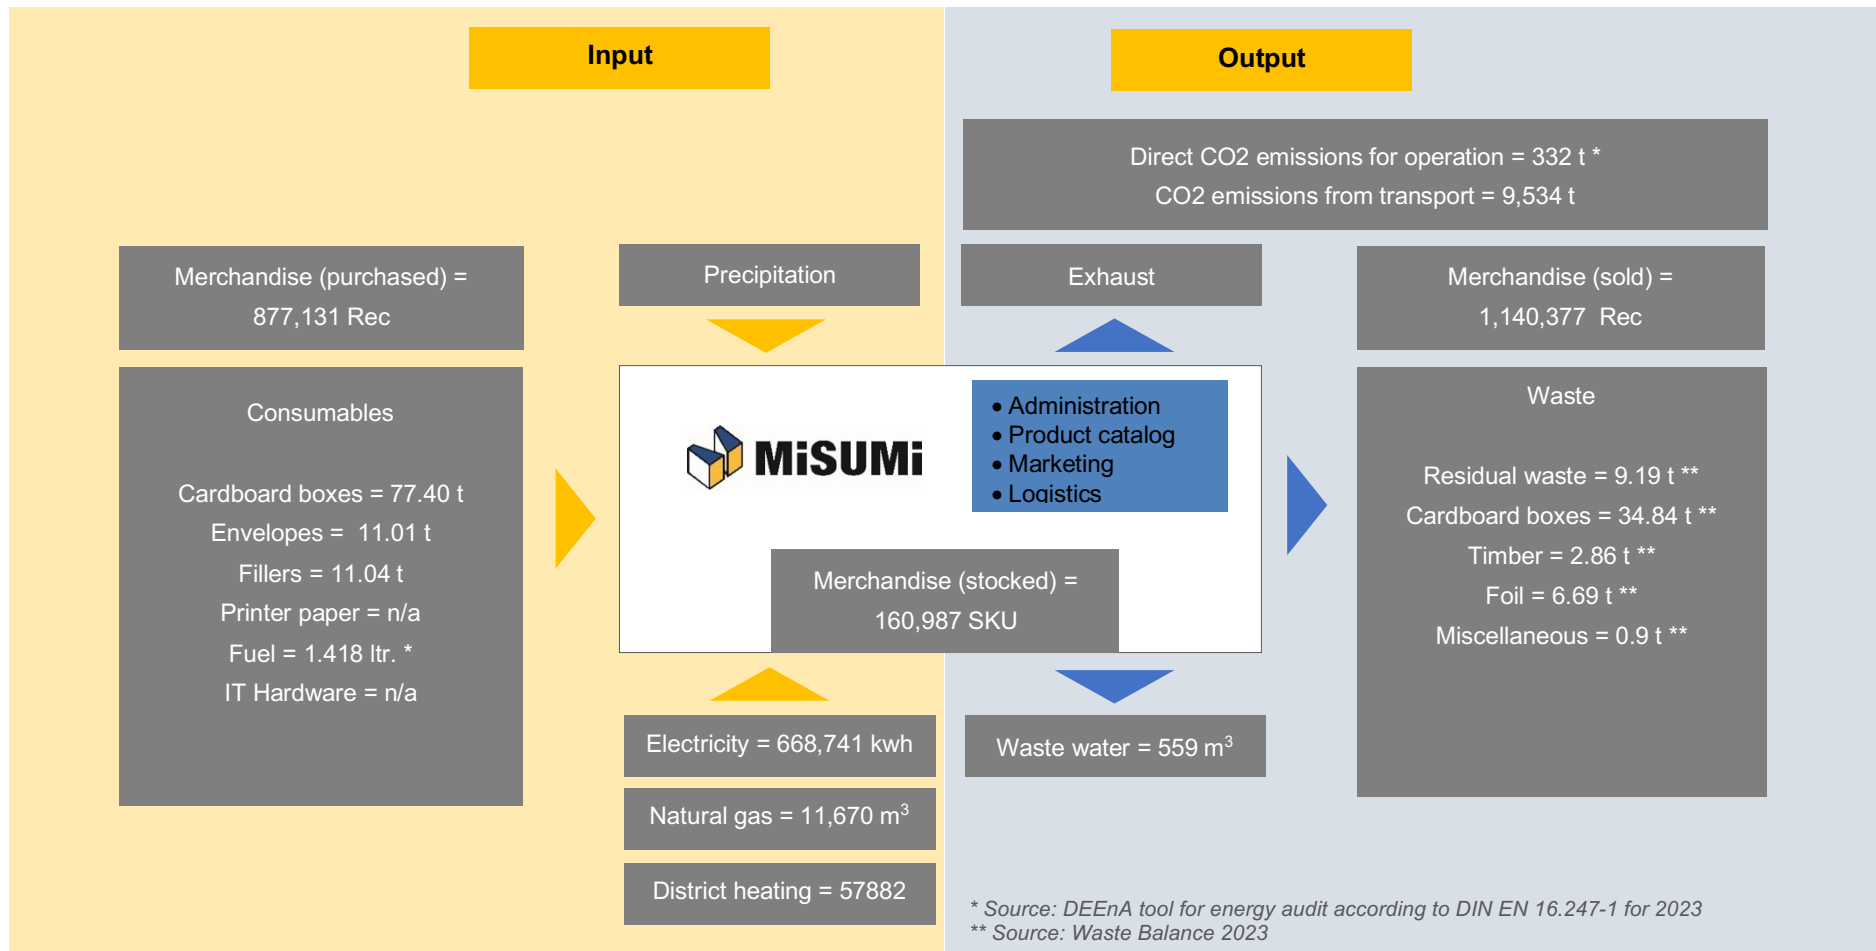 Input
Output
Direct CO2 emissions for operation = 332 t *
CO2 emissions from transport = 9,534 t
Merchandise (purchased) =
877,131 Rec
Precipitation
Exhaust
Merchandise (sold) =
1,140,377 Rec
Consumables
Cardboard boxes = 77.40 t
Envelopes = 11.01 t
Fillers = 11.04 t
Printer paper = n/a
Fuel = 1.418 ltr. *
IT Hardware = n/a
MiSUMi
• Administration
• Product catalog
• Marketing
• Logistics
Merchandise (stocked) =
160,987 SKU
Waste
Residual waste = 9.19 t **
Cardboard boxes = 34.84 t **
Timber = 2.86 t **
Foil = 6.69 t **
Miscellaneous = 0.9 t **
Electricity = 668,741 kwh
Natural gas = 11,670 m³
District heating = 57882
Waste water = 559 m³
* Source: DEEnA tool for energy audit according to DIN EN 16.247-1 for 2023
** Source: Waste Balance 2023